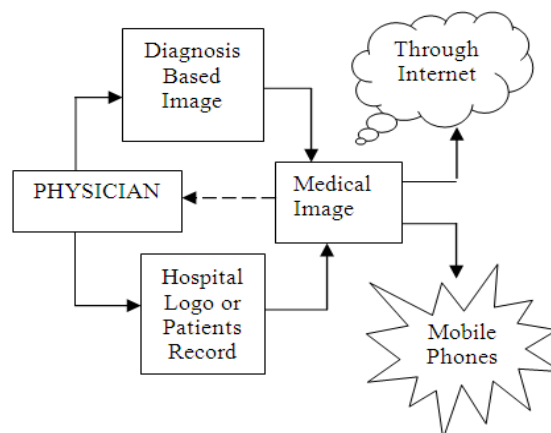 Diagnosis
Based
Image
Through
Internet
PHYSICIAN
Medical
Image
Hospital
Logo or
Patients
Record
Mobile
Phones